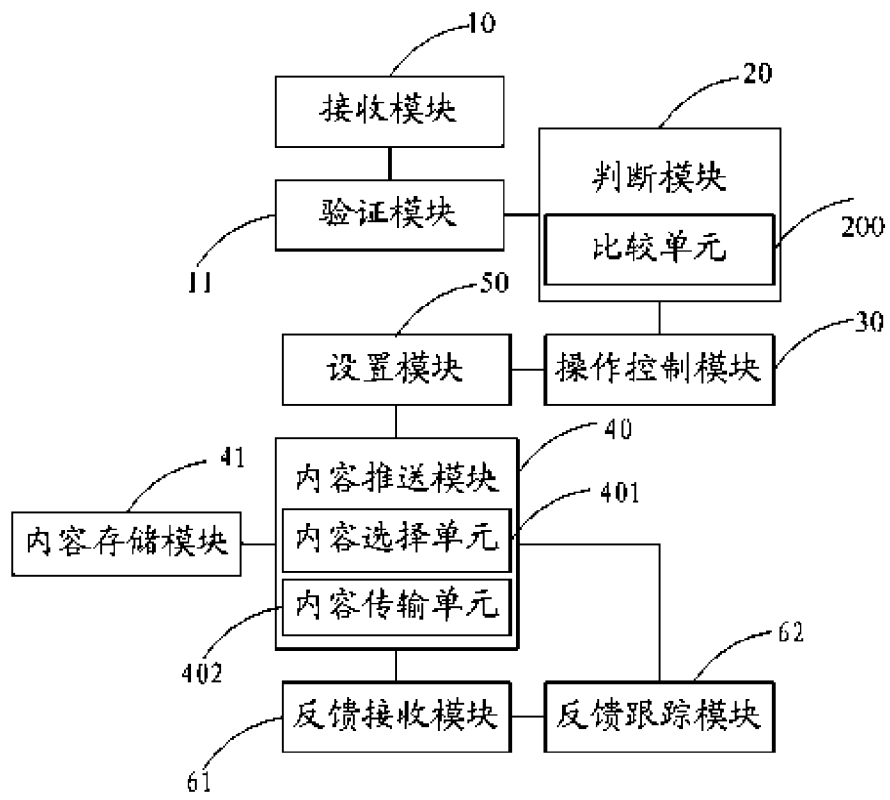 10
接收模块
20
判断模块
验证模块
比较单元
200
11
50
设置模块
操作控制模块
30
40
内容推送模块
41
401
内容选择单元
内容存储模块
内容传输单元
402
62
反馈接收模块
反馈跟踪模块
61